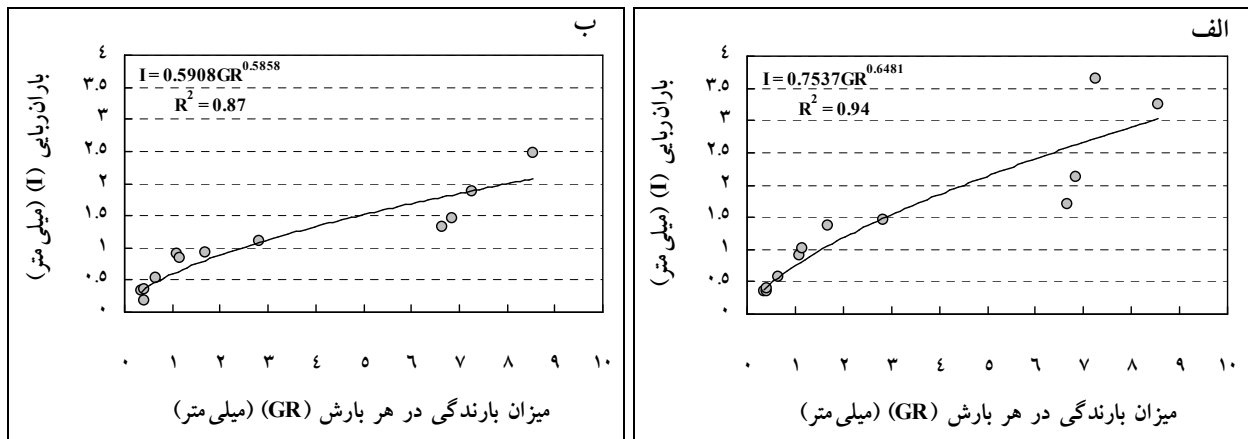 الف
I = 0.7537GR^0.6481
R^2 = 0.94
باران‌ربایی (I) (میلی‌متر)
٤
٣.٥
٣
٢.٥
٢
١.٥
١
٠.٥
٠
٠ ١ ٢ ٣ ٤ ٥ ٦ ٧ ٨ ٩ ١٠
میزان بارندگی در هر بارش (GR) (میلی‌متر)
ب
I = 0.5908GR^0.5858
R^2 = 0.87
باران‌ربایی (I) (میلی‌متر)
٤
٣.٥
٣
٢.٥
٢
١.٥
١
٠.٥
٠
٠ ١ ٢ ٣ ٤ ٥ ٦ ٧ ٨ ٩ ١٠
میزان بارندگی در هر بارش (GR) (میلی‌متر)